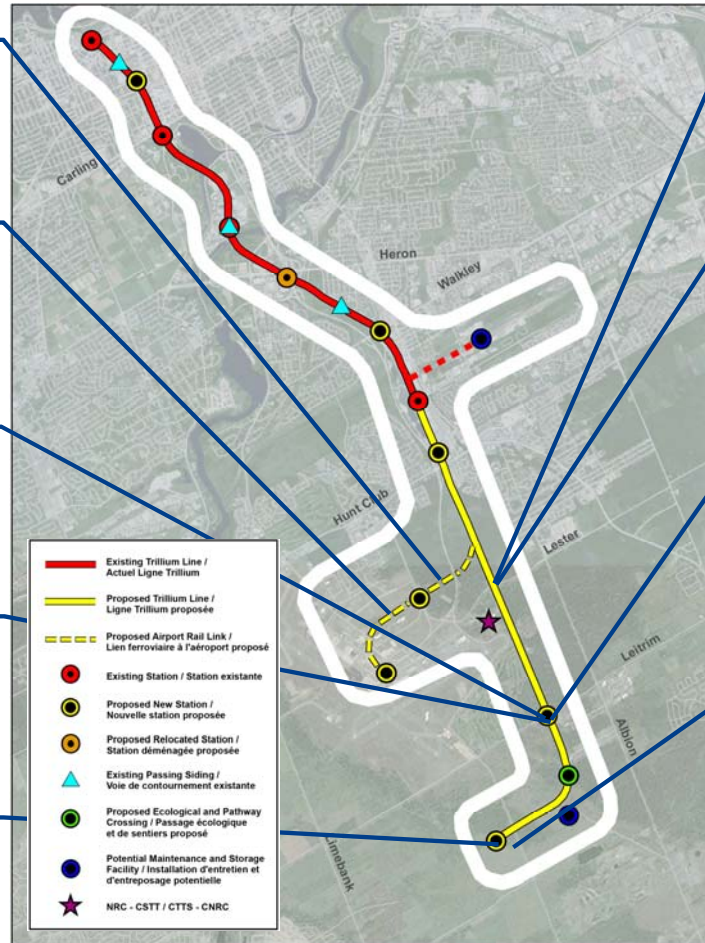 Carling
Heron
Walkley
Hunt Club
Lester
Leitrim
Albion
Limebank
Existing Trillium Line /
Actuel Ligne Trillium
Proposed Trillium Line /
Ligne Trillium proposée
Proposed Airport Rail Link /
Lien ferroviaire à l'aéroport proposé
Existing Station / Station existante
Proposed New Station /
Nouvelle station proposée
Proposed Relocated Station /
Station déménagée proposée
Existing Passing Siding /
Voie de contournement existante
Proposed Ecological and Pathway
Crossing / Passage écologique
et de sentiers proposé
Potential Maintenance and Storage
Facility / Installation d'entretien et
d'entreposage potentielle
NRC - CSTT / CTTS - CNRC